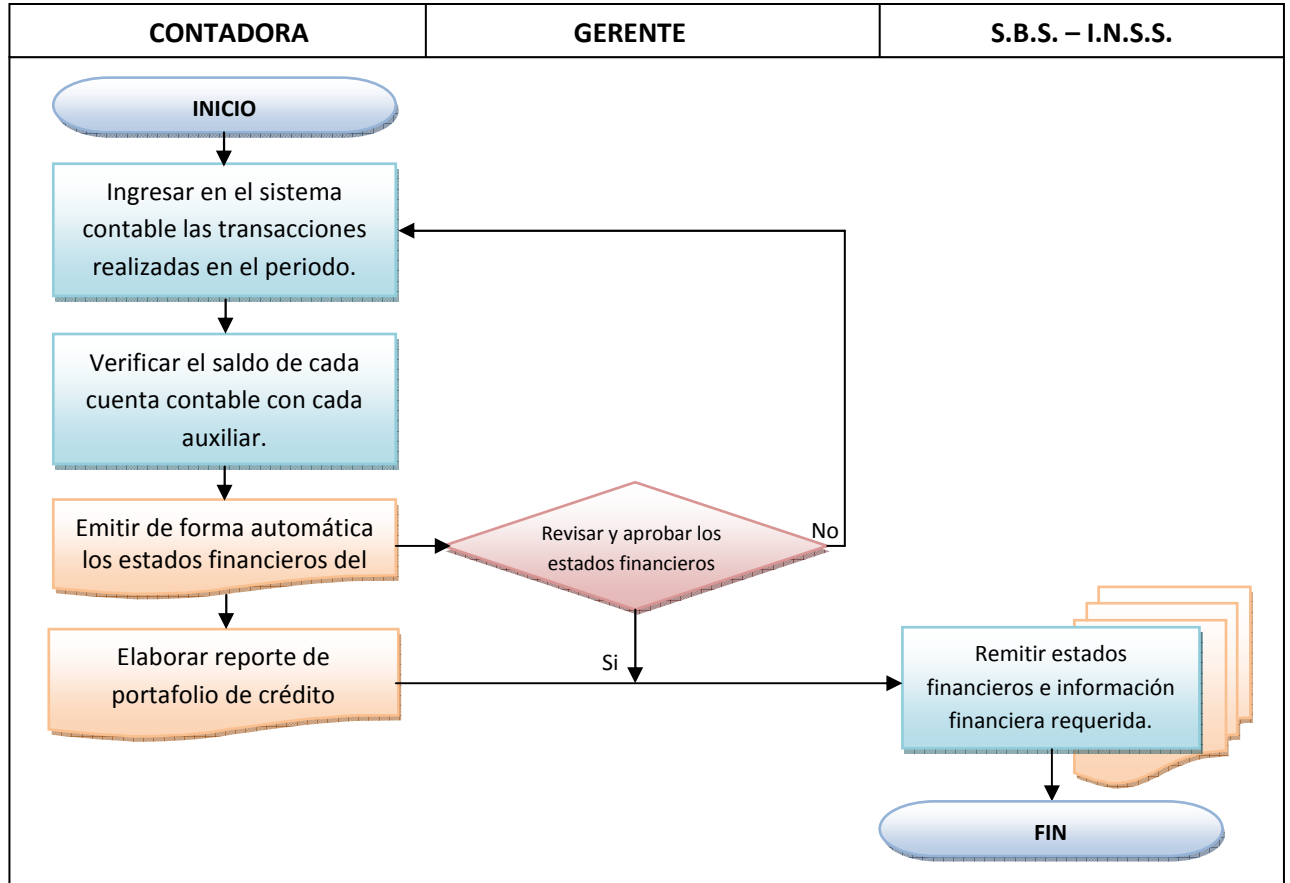 CONTADORA
GERENTE
S.B.S. – I.N.S.S.
INICIO
Ingresar en el sistema
contable las transacciones
realizadas en el periodo.
Verificar el saldo de cada
cuenta contable con cada
auxiliar.
Emitir de forma automática
los estados financieros del
Revisar y aprobar los
estados financieros
No
Si
Elaborar reporte de
portafolio de crédito
Remitir estados
financieros e información
financiera requerida.
FIN